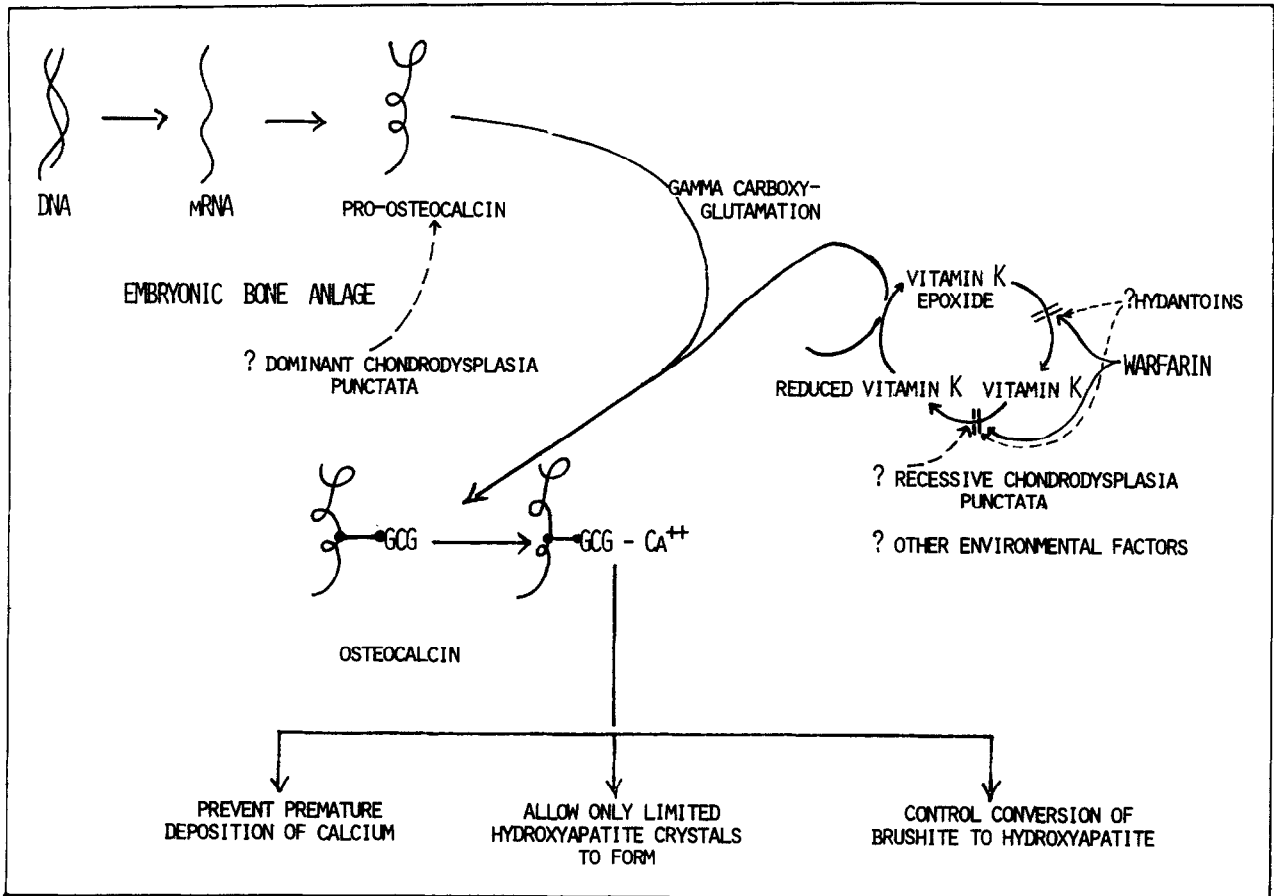 DNA
mRNA
PRO-OSTEOCALCIN
GAMMA CARBOXY-
GLUTAMATION
EMBRYONIC BONE ANLAGE
? DOMINANT CHONDRODYSPLASIA
PUNCTATA
VITAMIN K
EPOXIDE
?HYDANTOINS
WARFARIN
REDUCED VITAMIN K
VITAMIN K
? RECESSIVE CHONDRODYSPLASIA
PUNCTATA
? OTHER ENVIRONMENTAL FACTORS
GCG
GCG - CA++
OSTEOCALCIN
PREVENT PREMATURE
DEPOSITION OF CALCIUM
ALLOW ONLY LIMITED
HYDROXYAPATITE CRYSTALS
TO FORM
CONTROL CONVERSION OF
BRUSHITE TO HYDROXYAPATITE